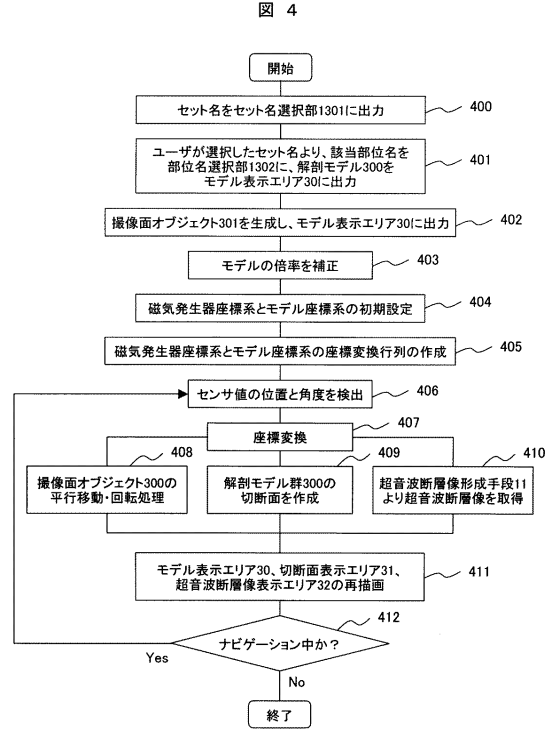 図 4
開始
セット名をセット名選択部1301に出力
400
ユーザが選択したセット名より、該当部位名を
部位名選択部1302に、解剖モデル300を
モデル表示エリア30に出力
401
撮像面オブジェクト301を生成し、モデル表示エリア30に出力
402
モデルの倍率を補正
403
磁気発生器座標系とモデル座標系の初期設定
404
磁気発生器座標系とモデル座標系の座標変換行列の作成
405
センサ値の位置と角度を検出
406
座標変換
407
408
撮像面オブジェクト300の
平行移動・回転処理
409
解剖モデル群300の
切断面を作成
410
超音波断層像形成手段11
より超音波断層像を取得
モデル表示エリア30、切断面表示エリア31、
超音波断層像表示エリア32の再描画
411
ナビゲーション中か?
412
Yes
No
終了